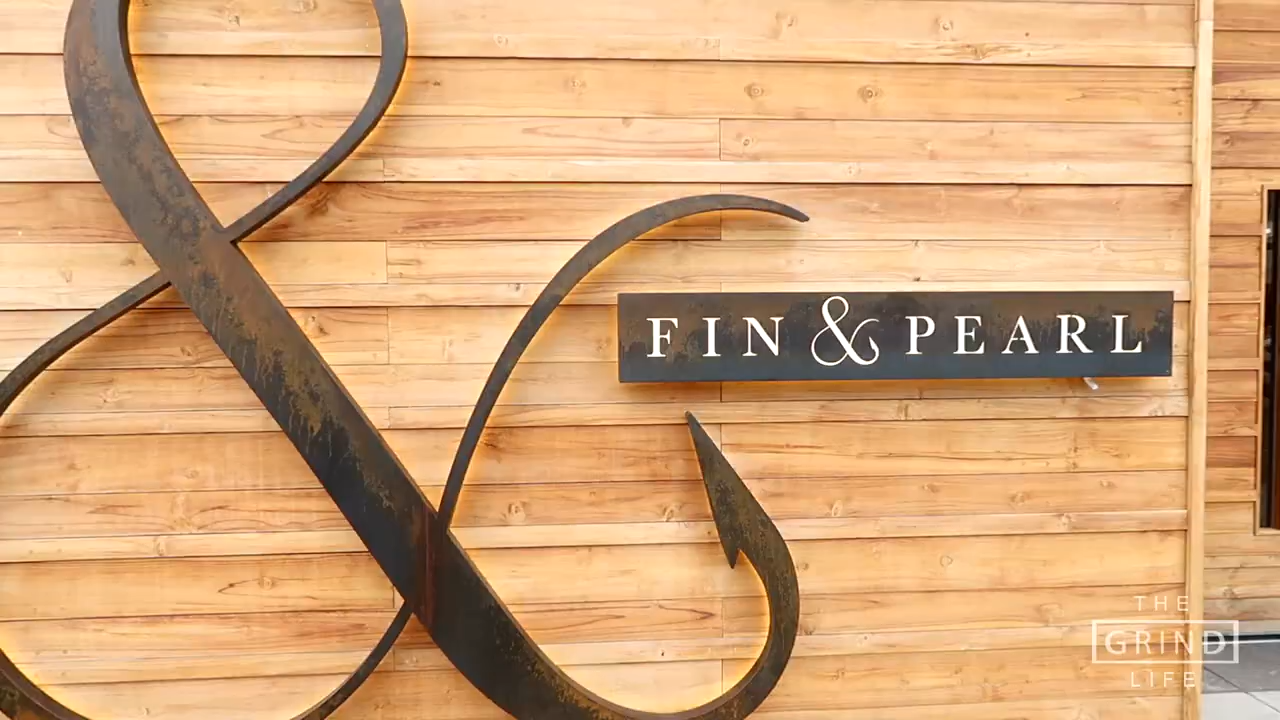 &
FIN & PEARL
THE
GRIND
LIFE